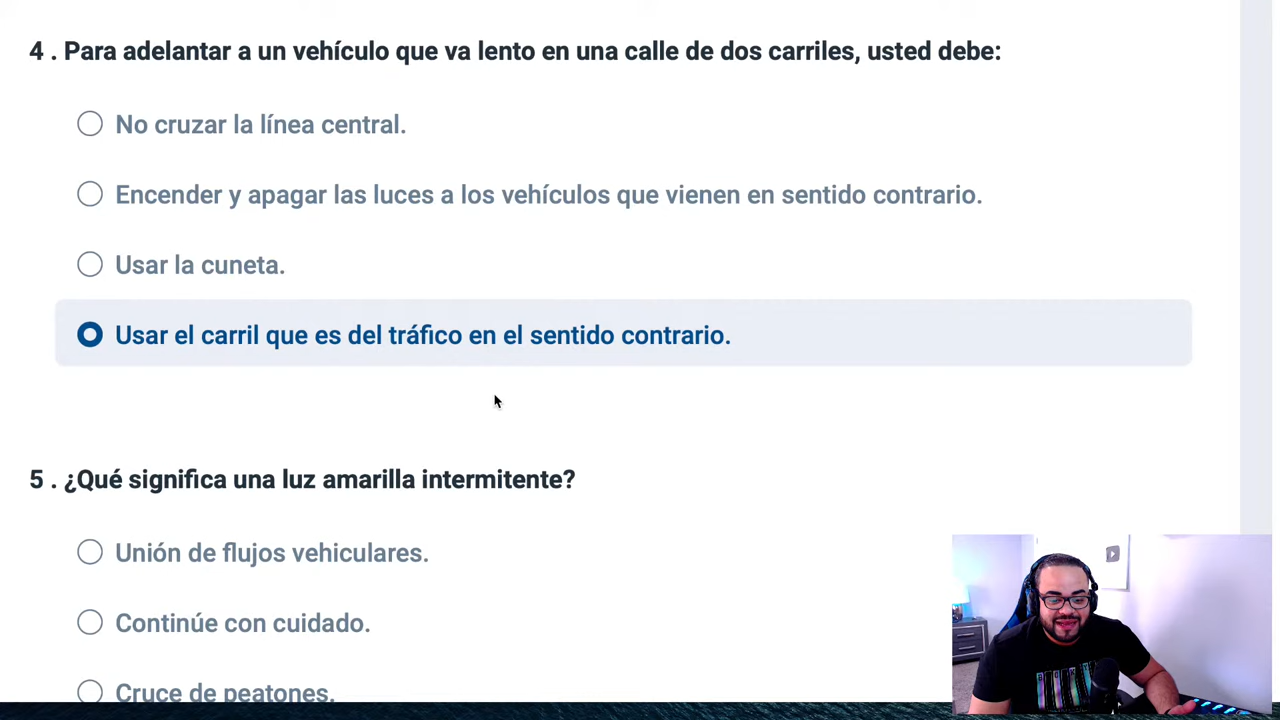 4 . Para adelantar a un vehículo que va lento en una calle de dos carriles, usted debe:
No cruzar la línea central.
Encender y apagar las luces a los vehículos que vienen en sentido contrario.
Usar la cuneta.
Usar el carril que es del tráfico en el sentido contrario.
5 . ¿Qué significa una luz amarilla intermitente?
Unión de flujos vehiculares.
Continúe con cuidado.
Cruce de peatones.